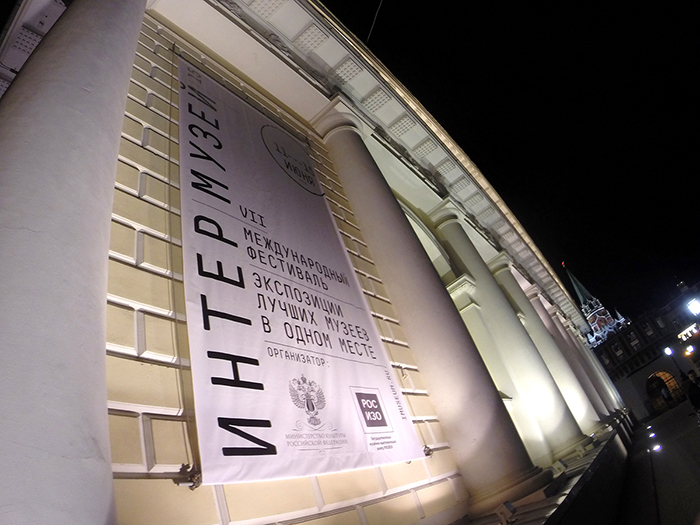 ИНТЕРМУЗЕЙ
ИЮНЯ
VII
МЕЖДУНАРОДНЫЙ
ФЕСТИВАЛЬ
ЭКСПОЗИЦИИ
ЛУЧШИХ МУЗЕЕВ
В ОДНОМ МЕСТЕ
ОРГАНИЗАТОР:
МИНИСТЕРСТВО КУЛЬТУРЫ
РОССИЙСКОЙ ФЕДЕРАЦИИ
РОС
ИЗО